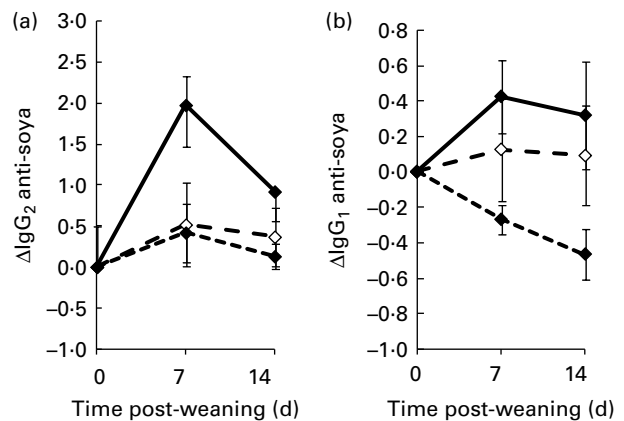 (a)
3·0
2·5
2·0
1·5
1·0
0·5
0·0
–0·5
–1·0
ΔIgG₂ anti-soya
0 7 14
Time post-weaning (d)
(b)
0·8
0·6
0·4
0·2
0·0
–0·2
–0·4
–0·6
–0·8
–1·0
ΔIgG₁ anti-soya
0 7 14
Time post-weaning (d)